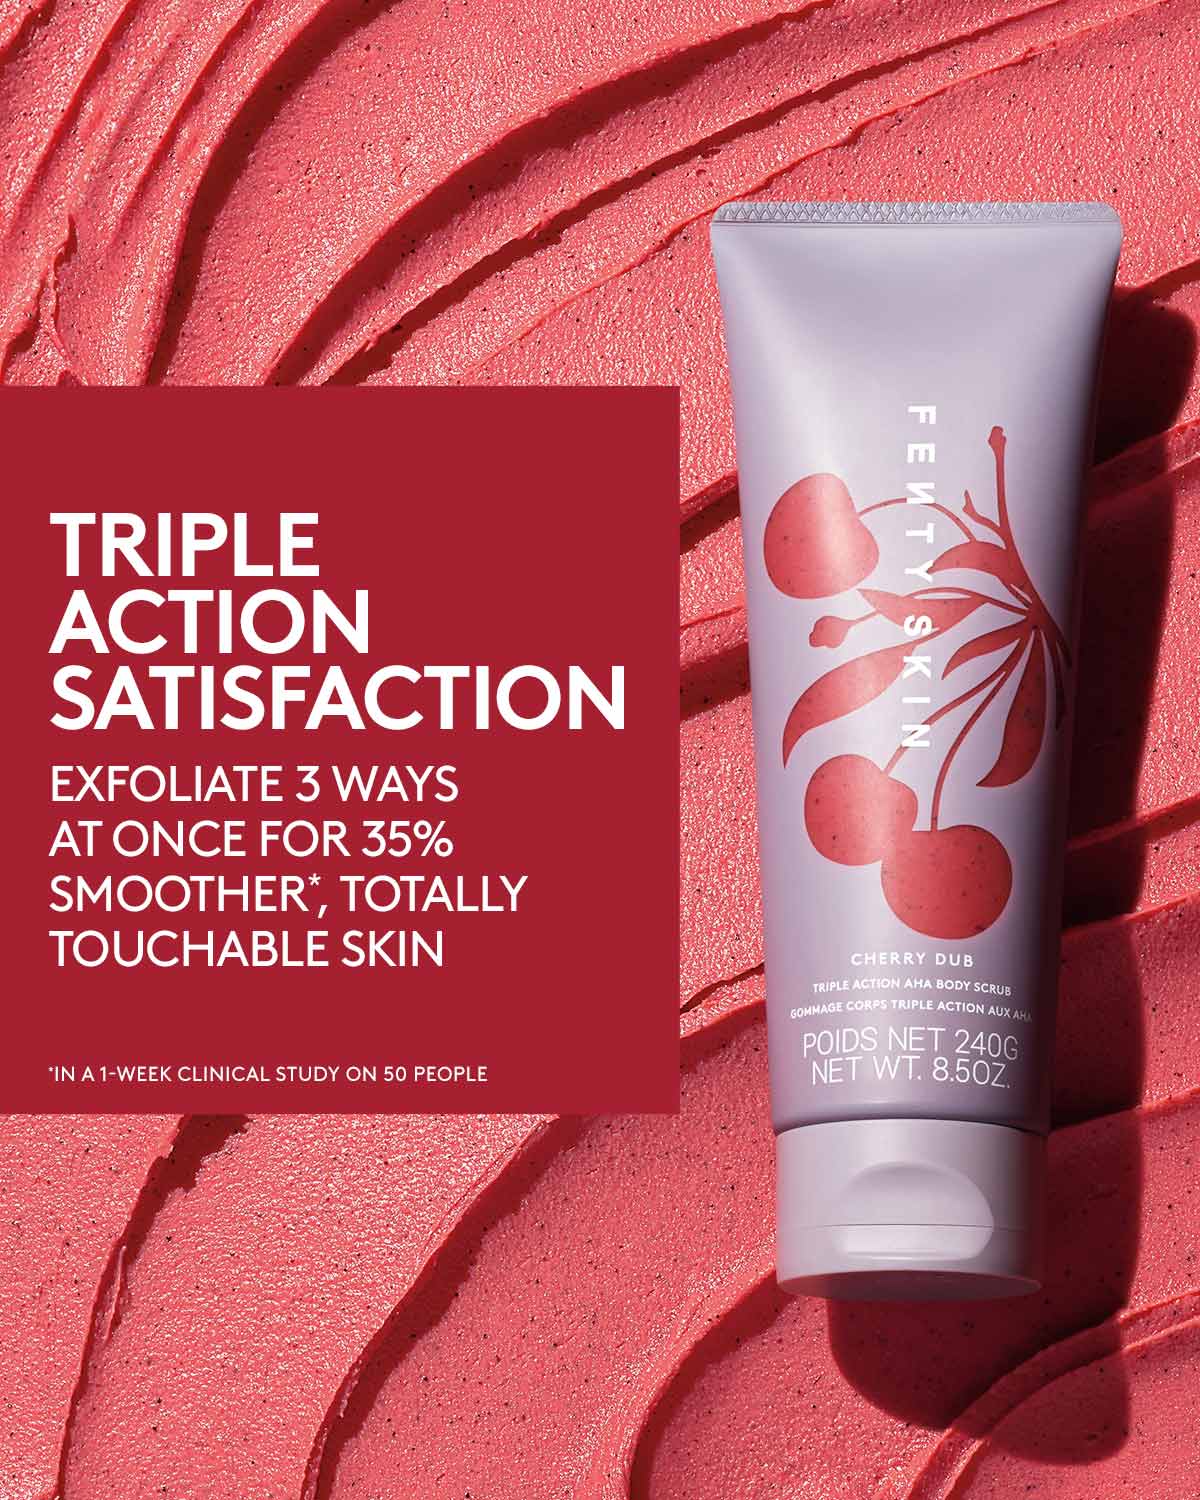 TRIPLE
ACTION
SATISFACTION
EXFOLIATE 3 WAYS
AT ONCE FOR 35%
SMOOTHER*, TOTALLY
TOUCHABLE SKIN
*IN A 1-WEEK CLINICAL STUDY ON 50 PEOPLE
FENTY SKIN
CHERRY DUB
TRIPLE ACTION AHA BODY SCRUB
GOMMAGE CORPS TRIPLE ACTION AUX AHA
POIDS NET 240G
NET WT. 8.5OZ.